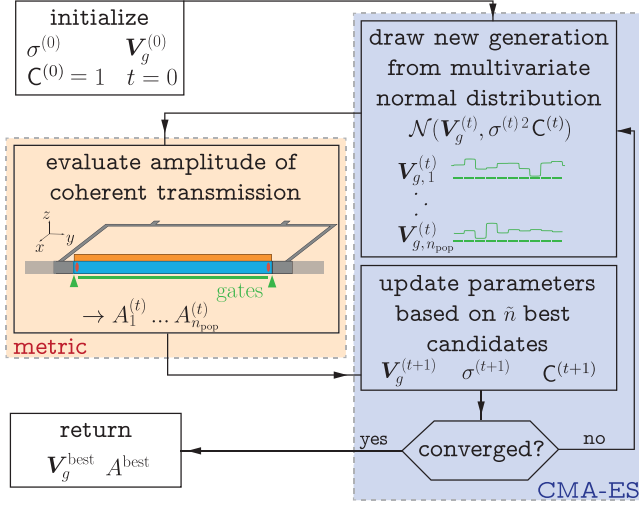 initialize
σ^(0) V_g^(0)
C^(0) = 1 t = 0
draw new generation
from multivariate
normal distribution
𝒩(V_g^(t), σ^(t) 2 C^(t))
V_g,1^(t)
V_g,n_pop^(t)
evaluate amplitude of
coherent transmission
z
y
x
gates
→ A_1^(t) ... A_n_pop^(t)
metric
update parameters
based on ñ best
candidates
V_g^(t+1) σ^(t+1) C^(t+1)
converged?
yes
no
return
V_g^best A^best
CMA-ES